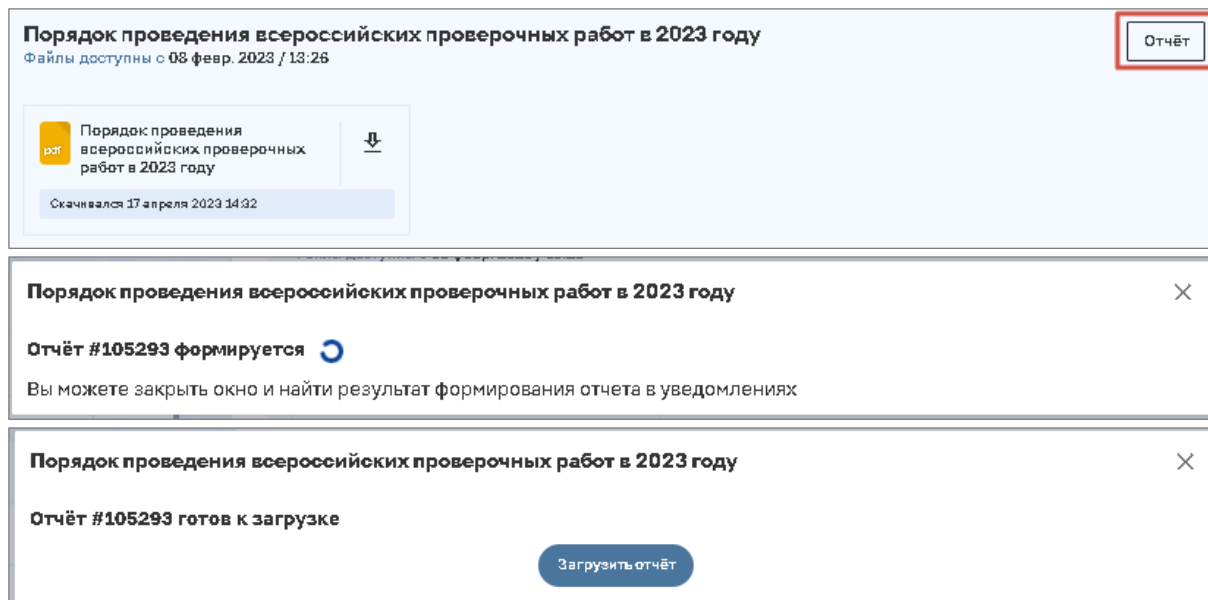 Порядок проведения всероссийских проверочных работ в 2023 году
Отчёт
Файлы доступны с 08 февр. 2023 / 13:26
pdf
Порядок проведения
всероссийских проверочных
работ в 2023 году
Скачивался 17 апреля 2023 14:32
Порядок проведения всероссийских проверочных работ в 2023 году
Отчёт #105293 формируется
Вы можете закрыть окно и найти результат формирования отчета в уведомлениях
Порядок проведения всероссийских проверочных работ в 2023 году
Отчёт #105293 готов к загрузке
Загрузить отчёт